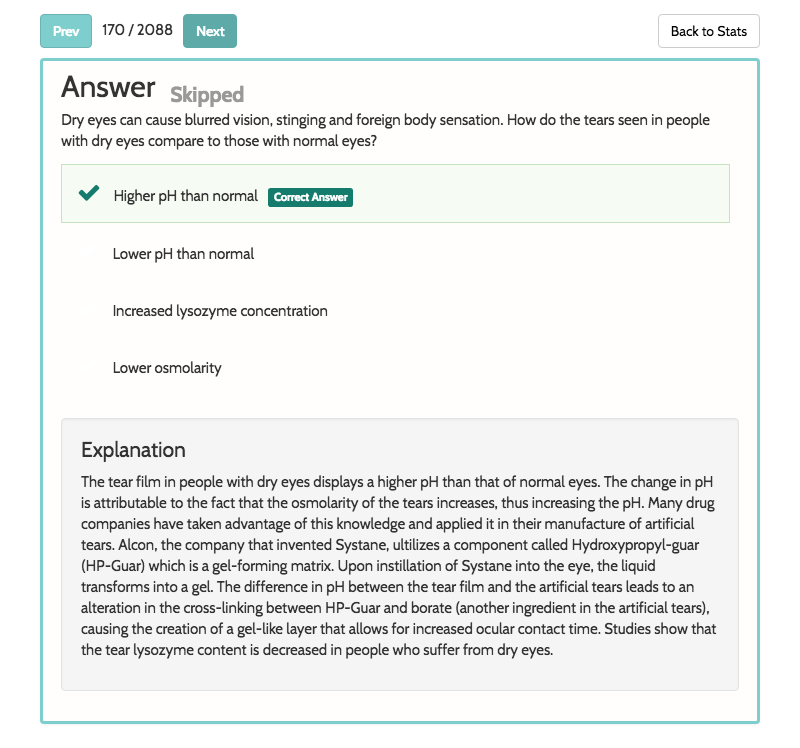 Prev 170 / 2088 Next Back to Stats
Answer Skipped
Dry eyes can cause blurred vision, stinging and foreign body sensation. How do the tears seen in people
with dry eyes compare to those with normal eyes?
Higher pH than normal Correct Answer
Lower pH than normal
Increased lysozyme concentration
Lower osmolarity
Explanation
The tear film in people with dry eyes displays a higher pH than that of normal eyes. The change in pH
is attributable to the fact that the osmolarity of the tears increases, thus increasing the pH. Many drug
companies have taken advantage of this knowledge and applied it in their manufacture of artificial
tears. Alcon, the company that invented Systane, ultilizes a component called Hydroxypropyl-guar
(HP-Guar) which is a gel-forming matrix. Upon instillation of Systane into the eye, the liquid
transforms into a gel. The difference in pH between the tear film and the artificial tears leads to an
alteration in the cross-linking between HP-Guar and borate (another ingredient in the artificial tears),
causing the creation of a gel-like layer that allows for increased ocular contact time. Studies show that
the tear lysozyme content is decreased in people who suffer from dry eyes.